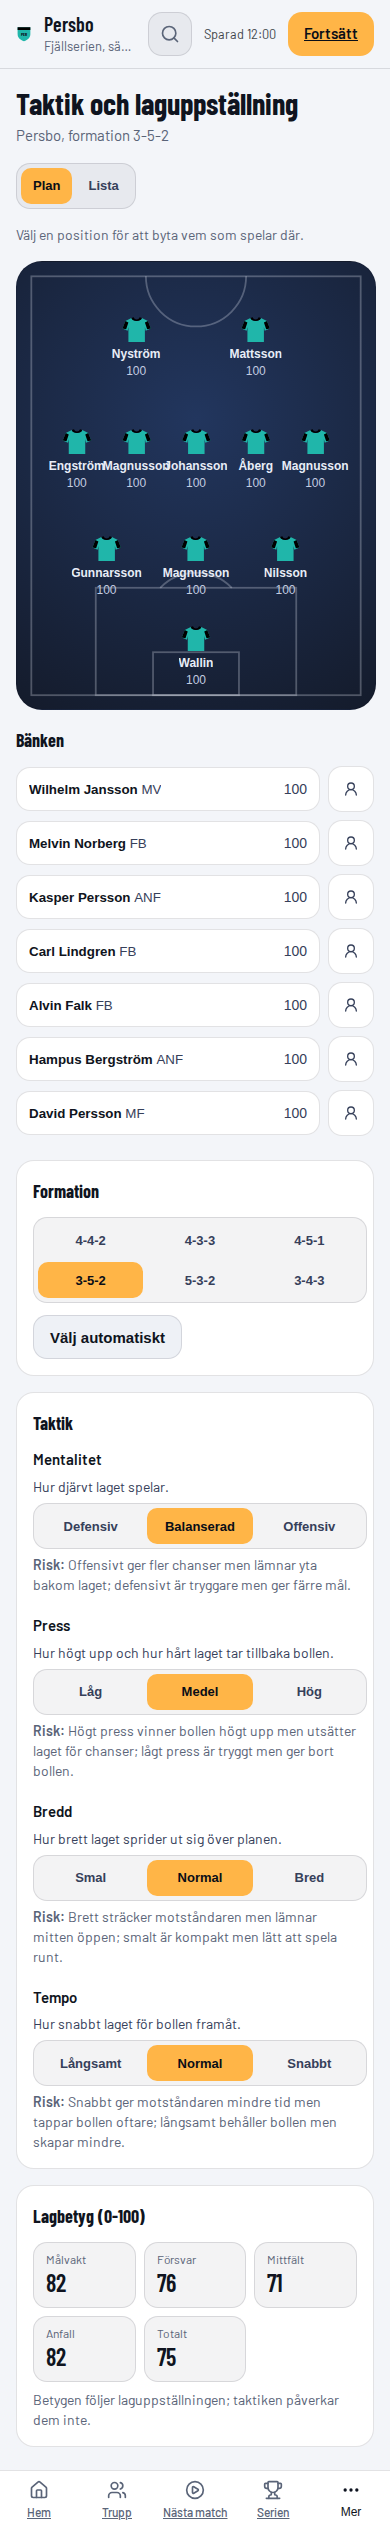 Persbo
Fjällserien, sä...
Sparad 12:00
Fortsätt
Taktik och laguppställning
Persbo, formation 3-5-2
Plan
Lista
Välj en position för att byta vem som spelar där.
Nyström
Mattsson
100
100
Engström
Magnusson
Johansson
Åberg
Magnusson
100
100
100
100
100
Gunnarsson
Magnusson
Nilsson
100
100
100
Wallin
100
Bänken
Wilhelm Jansson MV 100
Melvin Norberg FB 100
Kasper Persson ANF 100
Carl Lindgren FB 100
Alvin Falk FB 100
Hampus Bergström ANF 100
David Persson MF 100
Formation
4-4-2 4-3-3 4-5-1
3-5-2 5-3-2 3-4-3
Välj automatiskt
Taktik
Mentalitet
Hur djärvt laget spelar.
Defensiv Balanserad Offensiv
Risk: Offensivt ger fler chanser men lämnar yta
bakom laget; defensivt är tryggare men ger färre mål.
Press
Hur högt upp och hur hårt laget tar tillbaka bollen.
Låg Medel Hög
Risk: Högt press vinner bollen högt upp men utsätter
laget för chanser; lågt press är tryggt men ger bort
bollen.
Bredd
Hur brett laget sprider ut sig över planen.
Smal Normal Bred
Risk: Brett sträcker motståndaren men lämnar
mitten öppen; smalt är kompakt men lätt att spela
runt.
Tempo
Hur snabbt laget för bollen framåt.
Långsamt Normal Snabbt
Risk: Snabbt ger motståndaren mindre tid men
tappar bollen oftare; långsamt behåller bollen men
skapar mindre.
Lagbetyg (0-100)
Målvakt Försvar Mittfält
82 76 71
Anfall Totalt
82 75
Betygen följer laguppställningen; taktiken påverkar
dem inte.
Hem Trupp Nästa match Serien Mer